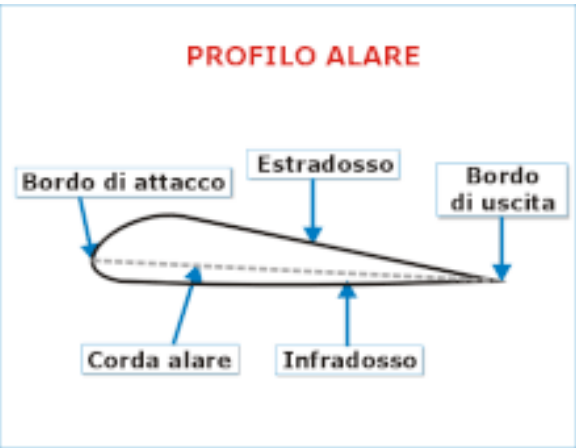 PROFILO ALARE
Estradosso
Bordo di attacco
Bordo
di uscita
Corda alare
Infradosso